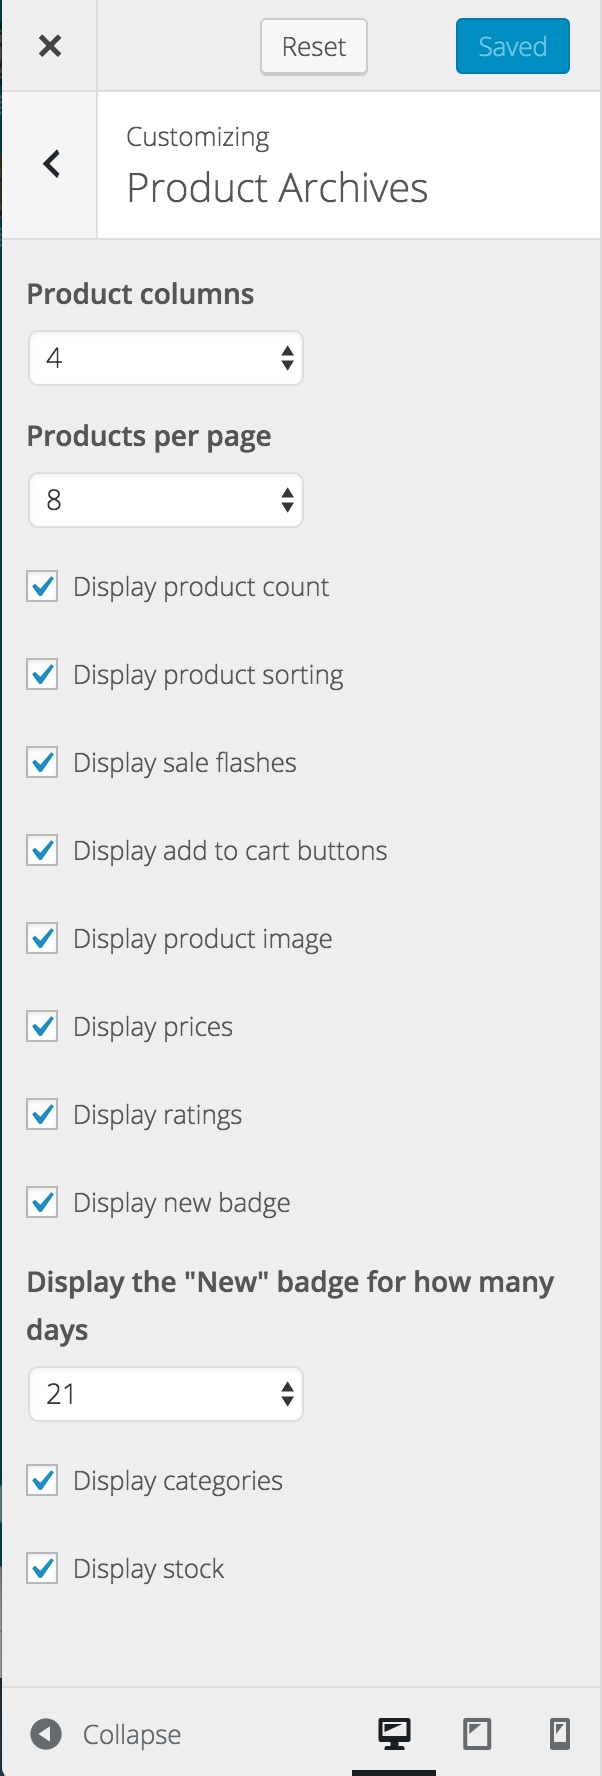 Reset
Saved
Customizing
Product Archives
Product columns
4
Products per page
8
Display product count
Display product sorting
Display sale flashes
Display add to cart buttons
Display product image
Display prices
Display ratings
Display new badge
Display the "New" badge for how many
days
21
Display categories
Display stock
Collapse